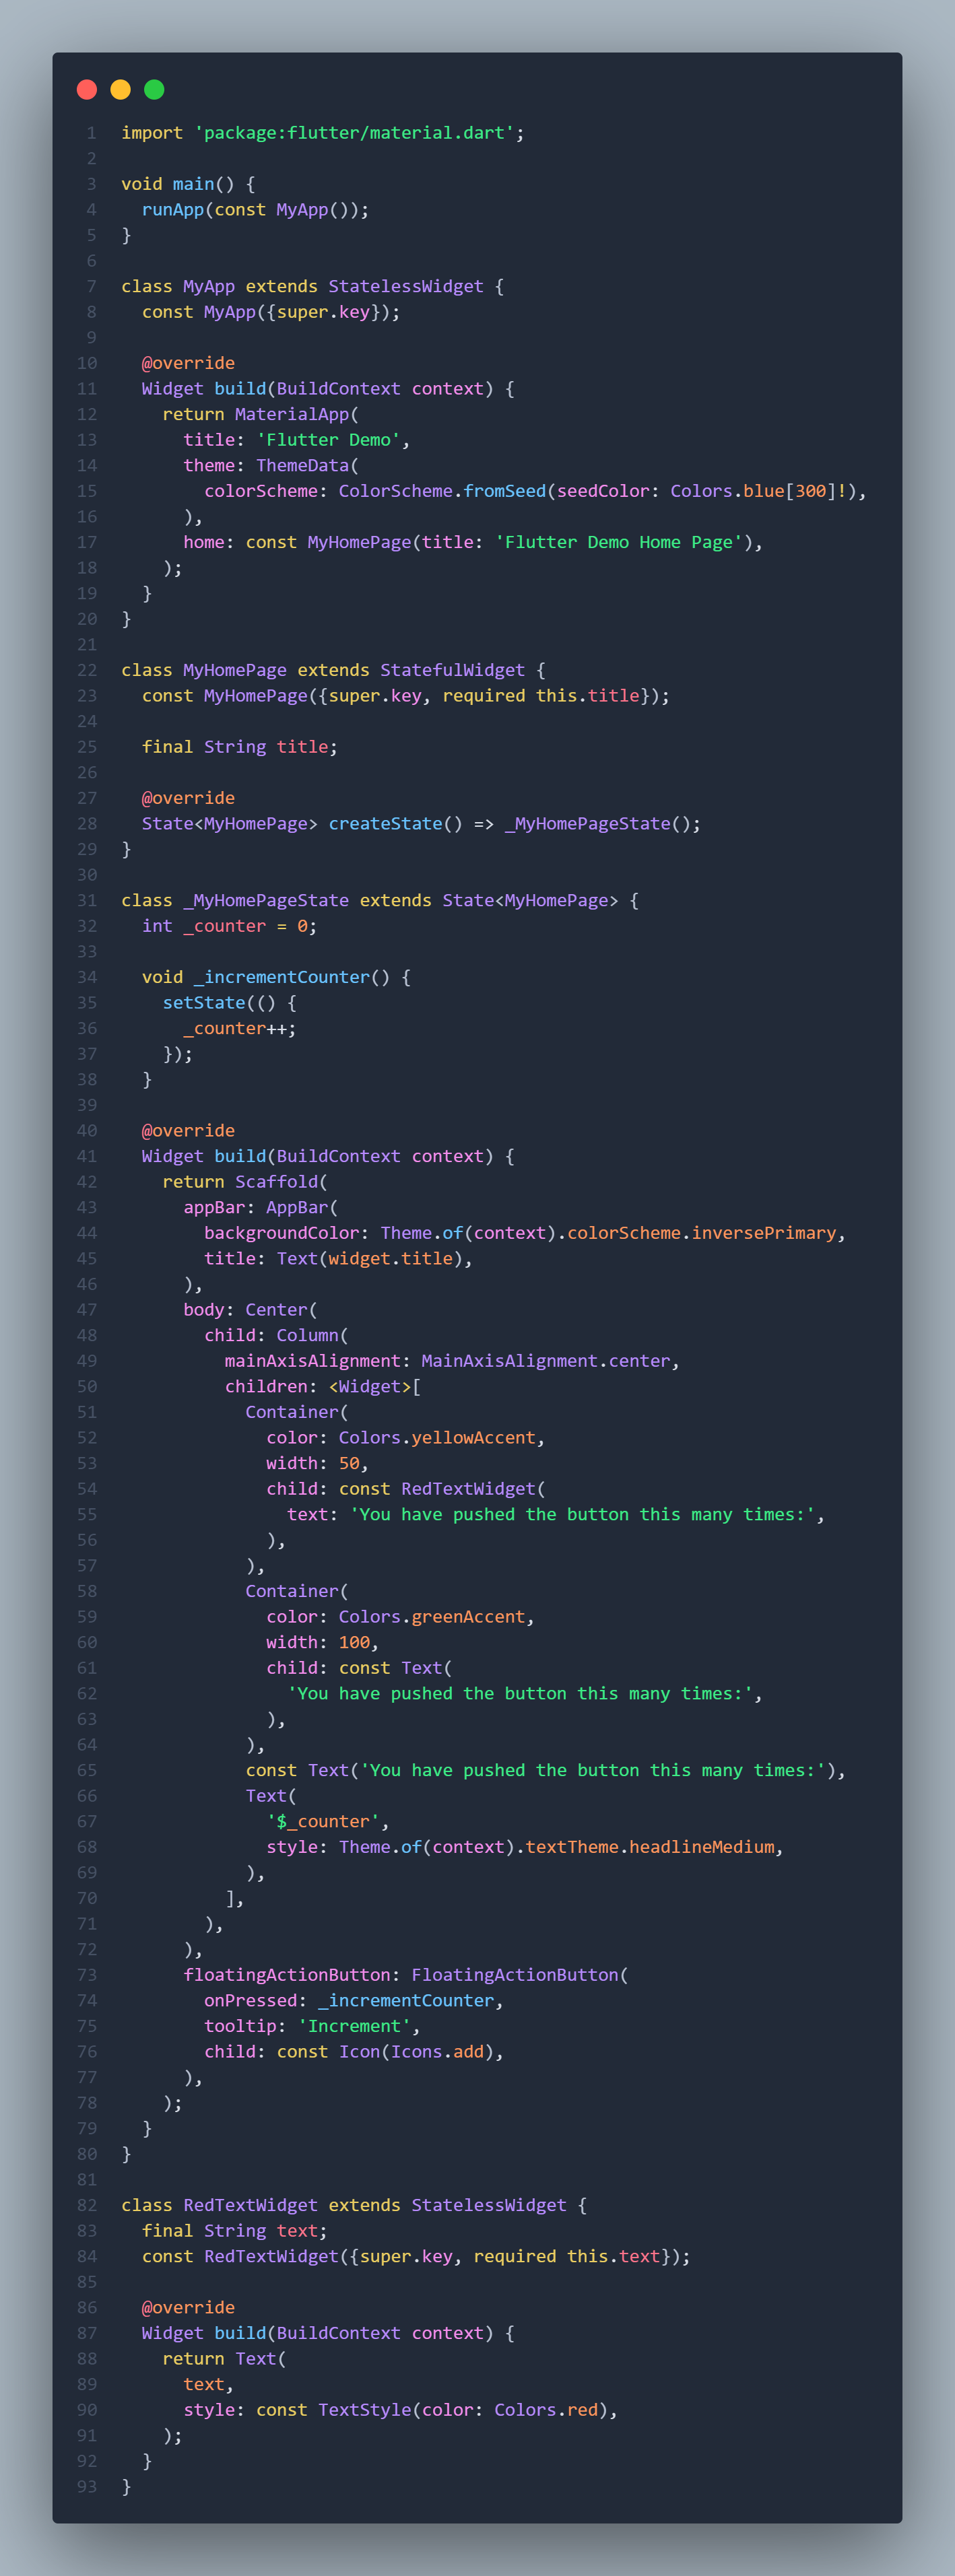 1 import 'package:flutter/material.dart';
2
3 void main() {
4   runApp(const MyApp());
5 }
6
7 class MyApp extends StatelessWidget {
8   const MyApp({super.key});
9
10   @override
11   Widget build(BuildContext context) {
12     return MaterialApp(
13       title: 'Flutter Demo',
14       theme: ThemeData(
15         colorScheme: ColorScheme.fromSeed(seedColor: Colors.blue[300]!),
16       ),
17       home: const MyHomePage(title: 'Flutter Demo Home Page'),
18     );
19   }
20 }
21
22 class MyHomePage extends StatefulWidget {
23   const MyHomePage({super.key, required this.title});
24
25   final String title;
26
27   @override
28   State<MyHomePage> createState() => _MyHomePageState();
29 }
30
31 class _MyHomePageState extends State<MyHomePage> {
32   int _counter = 0;
33
34   void _incrementCounter() {
35     setState(() {
36       _counter++;
37     });
38   }
39
40   @override
41   Widget build(BuildContext context) {
42     return Scaffold(
43       appBar: AppBar(
44         backgroundColor: Theme.of(context).colorScheme.inversePrimary,
45         title: Text(widget.title),
46       ),
47       body: Center(
48         child: Column(
49           mainAxisAlignment: MainAxisAlignment.center,
50           children: <Widget>[
51             Container(
52               color: Colors.yellowAccent,
53               width: 50,
54               child: const RedTextWidget(
55                 text: 'You have pushed the button this many times:',
56               ),
57             ),
58             Container(
59               color: Colors.greenAccent,
60               width: 100,
61               child: const Text(
62                 'You have pushed the button this many times:',
63               ),
64             ),
65             const Text('You have pushed the button this many times:'),
66             Text(
67               '$_counter',
68               style: Theme.of(context).textTheme.headlineMedium,
69             ),
70           ],
71         ),
72       ),
73       floatingActionButton: FloatingActionButton(
74         onPressed: _incrementCounter,
75         tooltip: 'Increment',
76         child: const Icon(Icons.add),
77       ),
78     );
79   }
80 }
81
82 class RedTextWidget extends StatelessWidget {
83   final String text;
84   const RedTextWidget({super.key, required this.text});
85
86   @override
87   Widget build(BuildContext context) {
88     return Text(
89       text,
90       style: const TextStyle(color: Colors.red),
91     );
92   }
93 }